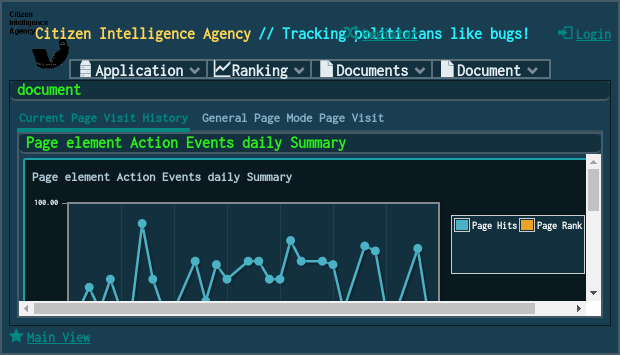 Citizen
Intelligence
Agency
Citizen Intelligence Agency // Tracking politicians like bugs!
Login
Application
Ranking
Documents
Document
document
Current Page Visit History
General Page Mode Page Visit
Page element Action Events daily Summary
Page element Action Events daily Summary
100.00
Page Hits
Page Rank
Main View